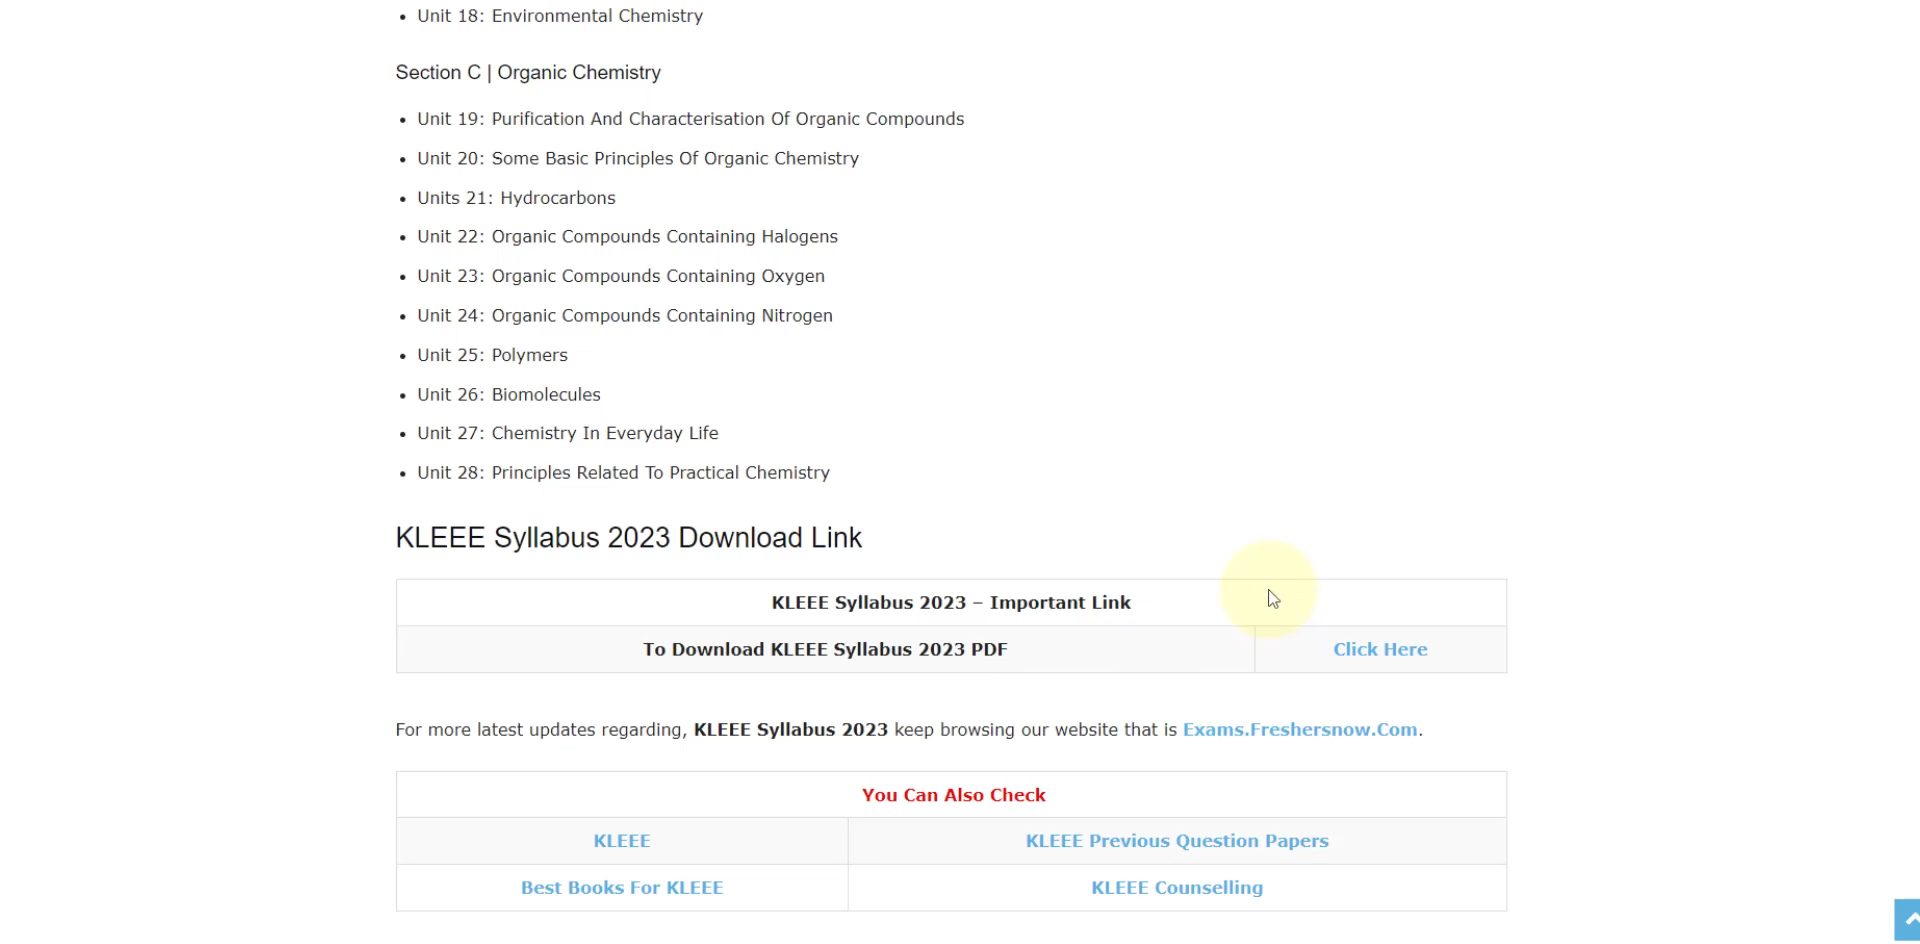 Unit 18: Environmental Chemistry
Section C | Organic Chemistry
Unit 19: Purification And Characterisation Of Organic Compounds
Unit 20: Some Basic Principles Of Organic Chemistry
Units 21: Hydrocarbons
Unit 22: Organic Compounds Containing Halogens
Unit 23: Organic Compounds Containing Oxygen
Unit 24: Organic Compounds Containing Nitrogen
Unit 25: Polymers
Unit 26: Biomolecules
Unit 27: Chemistry In Everyday Life
Unit 28: Principles Related To Practical Chemistry
KLEEE Syllabus 2023 Download Link
KLEEE Syllabus 2023 – Important Link
To Download KLEEE Syllabus 2023 PDF Click Here
For more latest updates regarding, KLEEE Syllabus 2023 keep browsing our website that is Exams.Freshersnow.Com.
You Can Also Check
KLEEE KLEEE Previous Question Papers
Best Books For KLEEE KLEEE Counselling